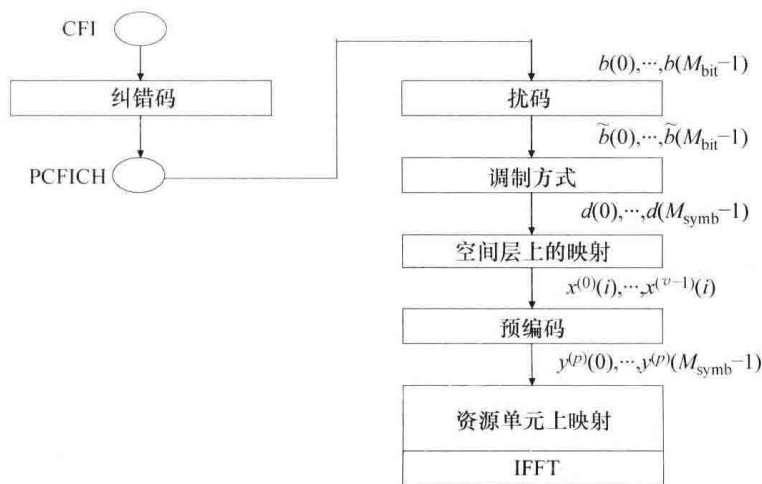 CFI
纠错码
PCFICH
b(0),···,b(M_bit−1)
扰码
b̃(0),···,b̃(M_bit−1)
调制方式
d(0),···,d(M_symb−1)
空间层上的映射
x^(0)(i),···,x^(v−1)(i)
预编码
y^(p)(0),···,y^(p)(M_symb−1)
资源单元上映射
IFFT